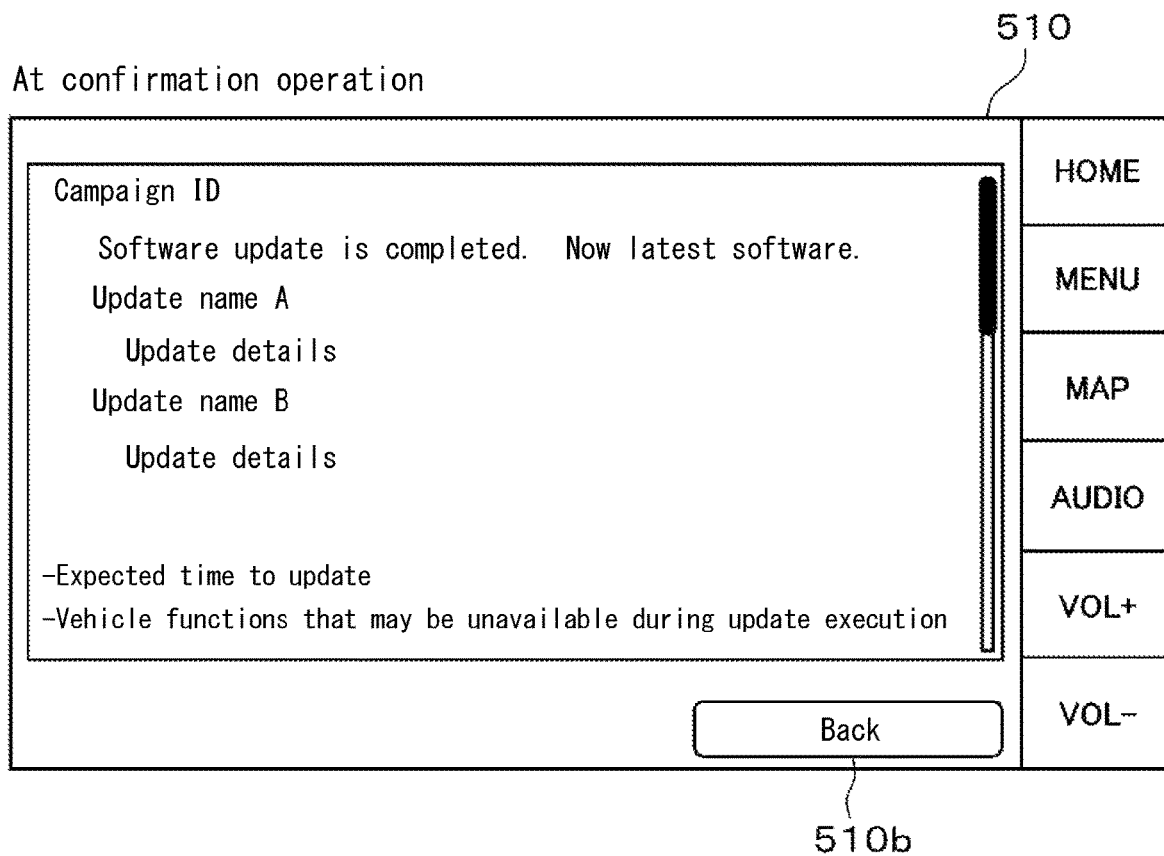 510
At confirmation operation
Campaign ID
Software update is completed. Now latest software.
Update name A
Update details
Update name B
Update details
-Expected time to update
-Vehicle functions that may be unavailable during update execution
Back
HOME
MENU
MAP
AUDIO
VOL+
VOL-
510b